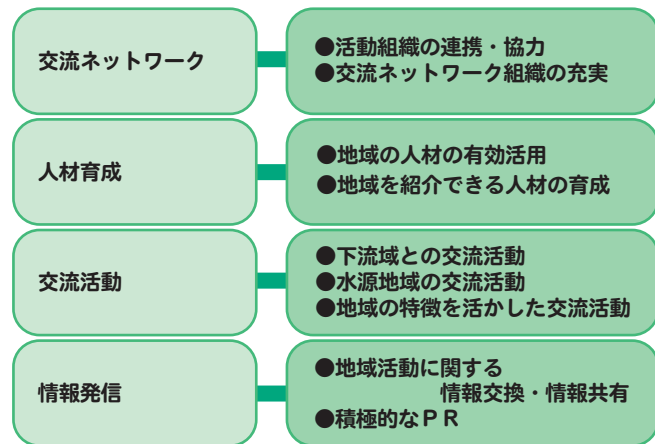 交流ネットワーク
●活動組織の連携・協力
●交流ネットワーク組織の充実
人材育成
●地域の人材の有効活用
●地域を紹介できる人材の育成
交流活動
●下流域との交流活動
●水源地域の交流活動
●地域の特徴を活かした交流活動
情報発信
●地域活動に関する
情報交換・情報共有
●積極的なＰＲ